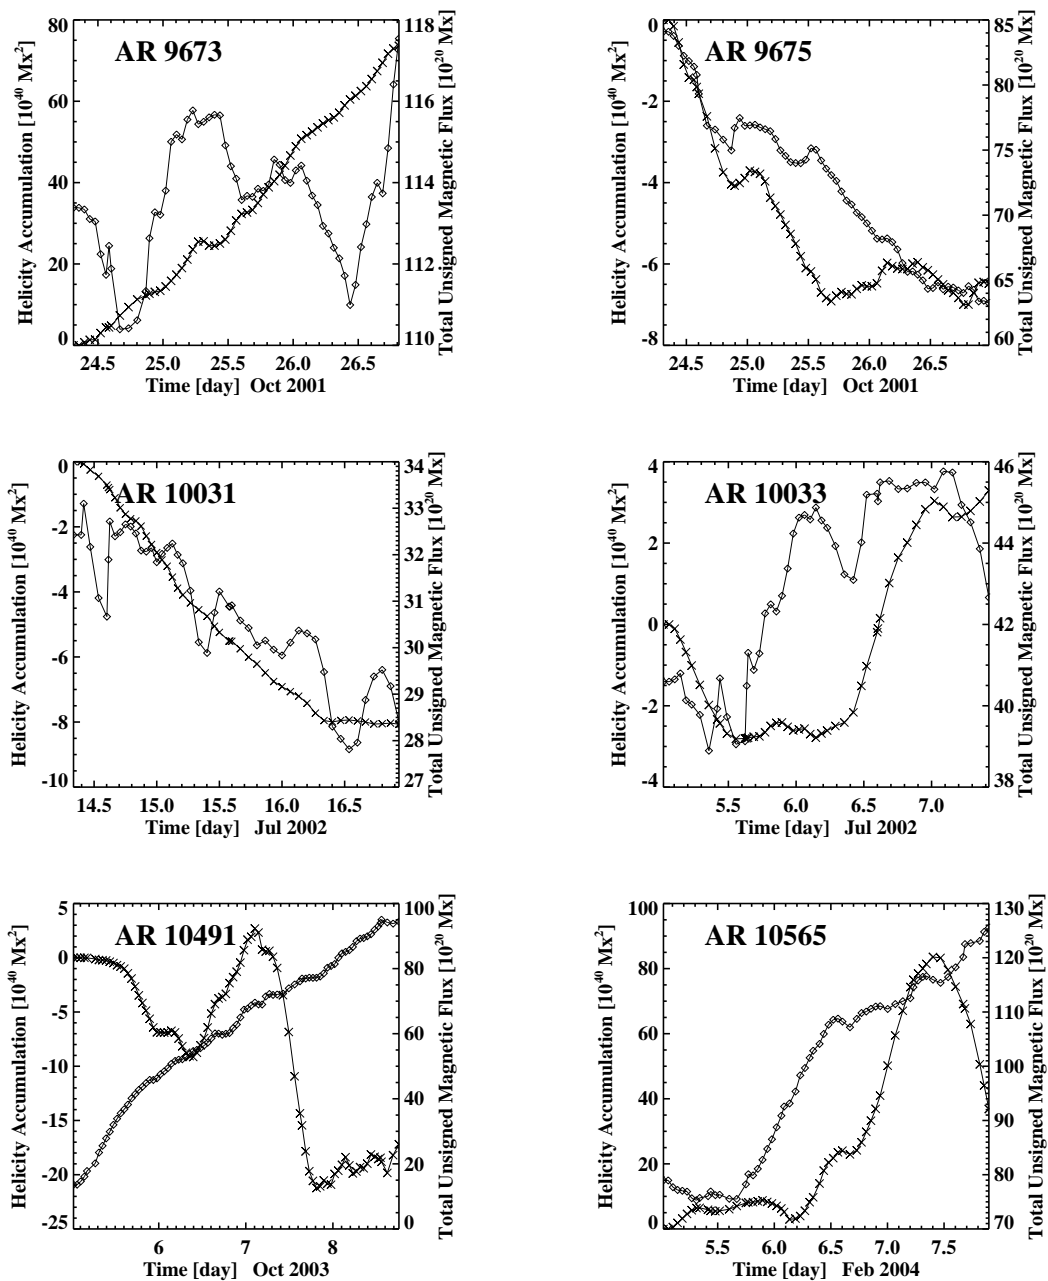 AR 9673
Helicity Accumulation [10^40 Mx^2]
80
60
40
20
0
Total Unsigned Magnetic Flux [10^20 Mx]
118
116
114
112
110
24.5 25.0 25.5 26.0 26.5
Time [day] Oct 2001
AR 9675
Helicity Accumulation [10^40 Mx^2]
0
-2
-4
-6
-8
Total Unsigned Magnetic Flux [10^20 Mx]
85
80
75
70
65
60
24.5 25.0 25.5 26.0 26.5
Time [day] Oct 2001
AR 10031
Helicity Accumulation [10^40 Mx^2]
0
-2
-4
-6
-8
-10
Total Unsigned Magnetic Flux [10^20 Mx]
34
33
32
31
30
29
28
27
14.5 15.0 15.5 16.0 16.5
Time [day] Jul 2002
AR 10033
Helicity Accumulation [10^40 Mx^2]
4
2
0
-2
-4
Total Unsigned Magnetic Flux [10^20 Mx]
46
44
42
40
38
5.5 6.0 6.5 7.0
Time [day] Jul 2002
AR 10491
Helicity Accumulation [10^40 Mx^2]
5
0
-5
-10
-15
-20
-25
Total Unsigned Magnetic Flux [10^20 Mx]
100
80
60
40
20
0
6 7 8
Time [day] Oct 2003
AR 10565
Helicity Accumulation [10^40 Mx^2]
100
80
60
40
20
0
Total Unsigned Magnetic Flux [10^20 Mx]
130
120
110
100
90
80
70
5.5 6.0 6.5 7.0 7.5
Time [day] Feb 2004